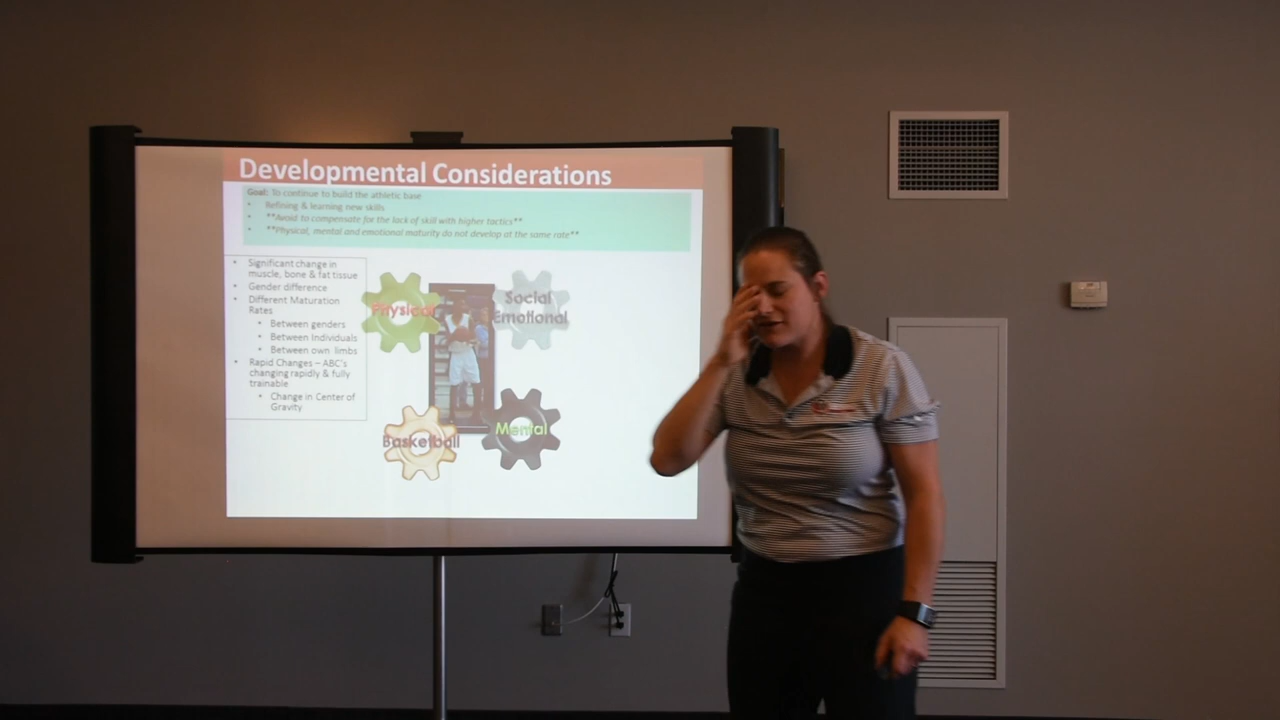 Developmental Considerations
Goal: To continue to build the athletic base
• Refining & learning new skills
• **Avoid to compensate for the lack of skill with higher tactics**
• **Physical, mental and emotional maturity do not develop at the same rate**
• Significant change in
muscle, bone & fat tissue
• Gender difference
• Different Maturation
Rates
• Between genders
• Between Individuals
• Between own limbs
• Rapid Changes – ABC's
changing rapidly & fully
trainable
• Change in Center of
Gravity
Physical
Social
Emotional
Basketball
Mental